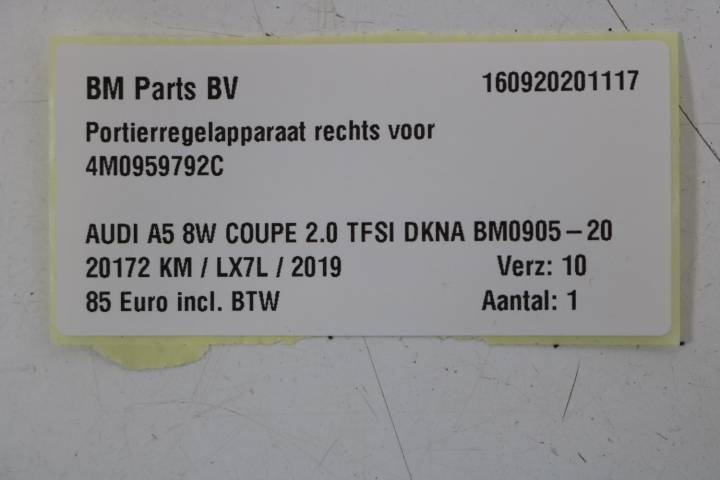 BM Parts BV 160920201117
Portierregelapparaat rechts voor
4M0959792C
AUDI A5 8W COUPE 2.0 TFSI DKNA BM0905-20
20172 KM / LX7L / 2019 Verz: 10
85 Euro incl. BTW Aantal: 1